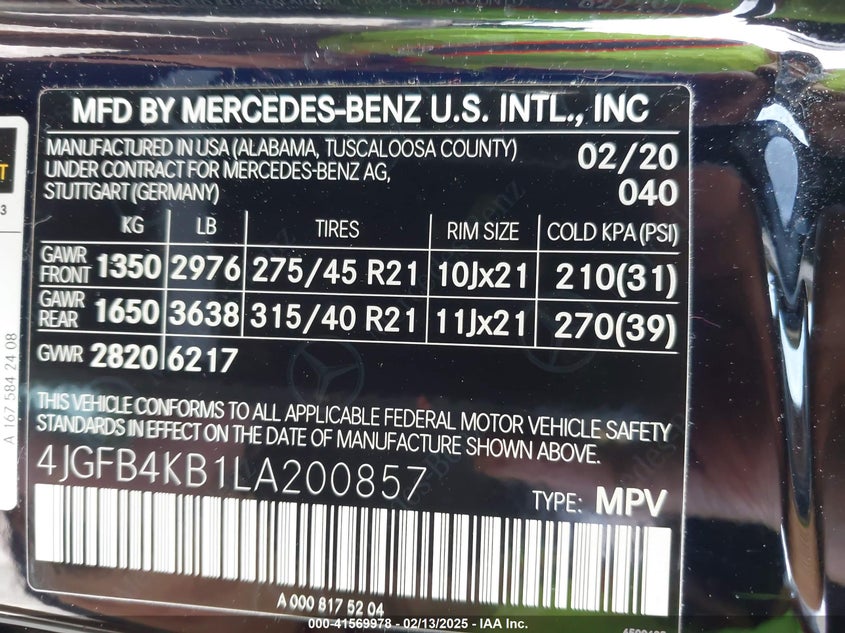 MFD BY MERCEDES-BENZ U.S. INTL., INC
MANUFACTURED IN USA (ALABAMA, TUSCALOOSA COUNTY) 02/20
UNDER CONTRACT FOR MERCEDES-BENZ AG,
STUTTGART (GERMANY) 040
KG LB TIRES RIM SIZE COLD KPA (PSI)
GAWR FRONT 1350 2976 275/45 R21 10Jx21 210(31)
GAWR REAR 1650 3638 315/40 R21 11Jx21 270(39)
GVWR 2820 6217
THIS VEHICLE CONFORMS TO ALL APPLICABLE FEDERAL MOTOR VEHICLE SAFETY
STANDARDS IN EFFECT ON THE DATE OF MANUFACTURE SHOWN ABOVE.
4JGFB4KB1LA200857
TYPE: MPV
A 000 817 52 04
A 167 584 24 08
000-41569978 - 02/13/2025 - IAA Inc.